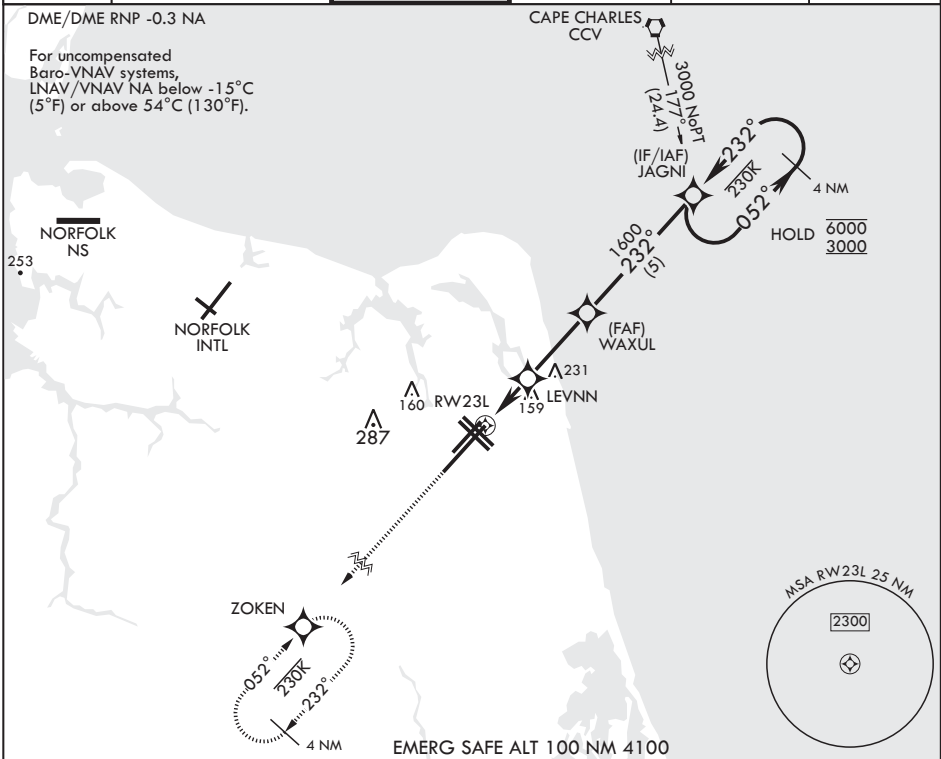 DME/DME RNP -0.3 NA
For uncompensated
Baro-VNAV systems,
LNAV/VNAV NA below -15°C
(5°F) or above 54°C (130°F).
CAPE CHARLES
CCV
3000 NoPT
177°
(24.4)
(IF/IAF)
JAGNI
232°
230K
052°
4 NM
HOLD 6000
3000
NORFOLK
NS
253
NORFOLK
INTL
1600
232°
(5)
(FAF)
WAXUL
231
LEVNN
159
160
RW23L
287
ZOKEN
052°
230K
232°
4 NM
MSA RW23L 25 NM
2300
EMERG SAFE ALT 100 NM 4100